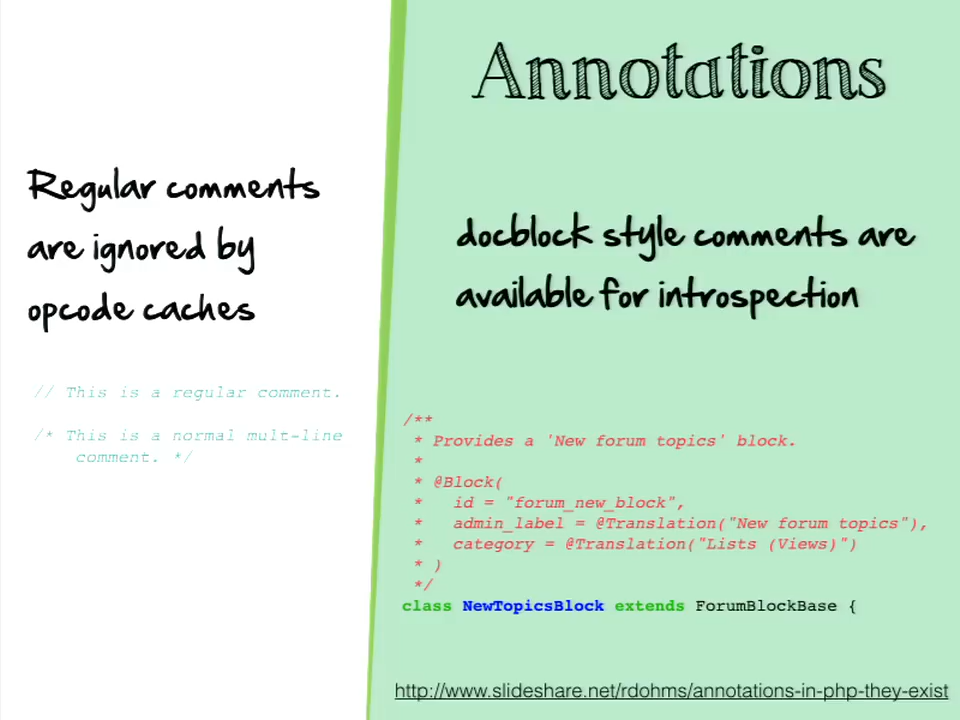 Annotations
Regular comments
are ignored by
opcode caches
// This is a regular comment.
/* This is a normal mult-line
comment. */
docblock style comments are
available for introspection
/**
* Provides a 'New forum topics' block.
*
* @Block(
*   id = "forum_new_block",
*   admin_label = @Translation("New forum topics"),
*   category = @Translation("Lists (Views)")
* )
*/
class NewTopicsBlock extends ForumBlockBase {
http://www.slideshare.net/rdohms/annotations-in-php-they-exist